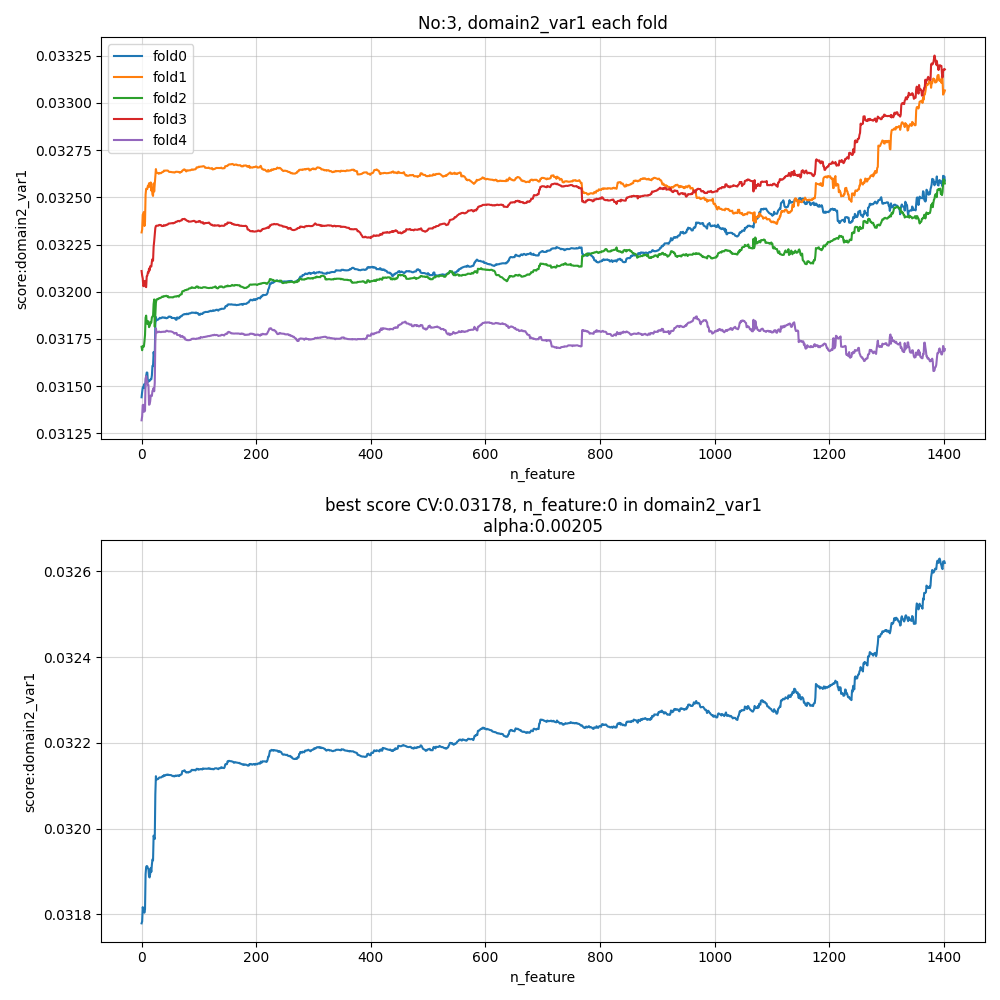 No:3, domain2_var1 each fold
0.03325
0.03300
0.03275
0.03250
0.03225
0.03200
0.03175
0.03150
0.03125
score:domain2_var1
fold0
fold1
fold2
fold3
fold4
0 200 400 600 800 1000 1200 1400
n_feature
best score CV:0.03178, n_feature:0 in domain2_var1
alpha:0.00205
0.0326
0.0324
0.0322
0.0320
0.0318
score:domain2_var1
0 200 400 600 800 1000 1200 1400
n_feature